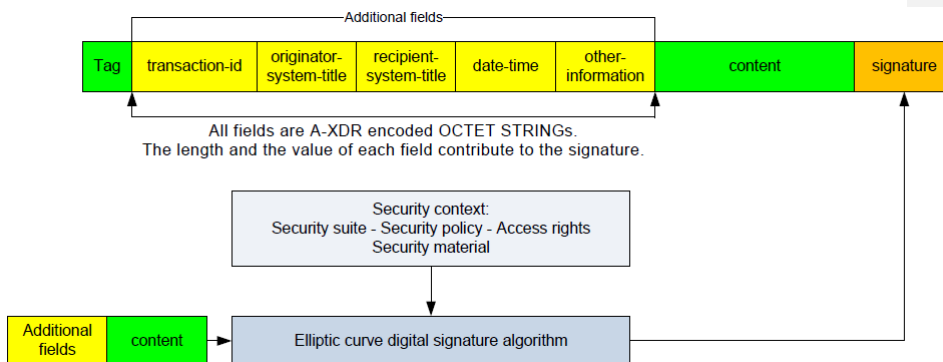 Additional fields
Tag
transaction-id
originator-
system-title
recipient-
system-title
date-time
other-
information
content
signature
All fields are A-XDR encoded OCTET STRINGs.
The length and the value of each field contribute to the signature.
Security context:
Security suite - Security policy - Access rights
Security material
Additional
fields
content
Elliptic curve digital signature algorithm